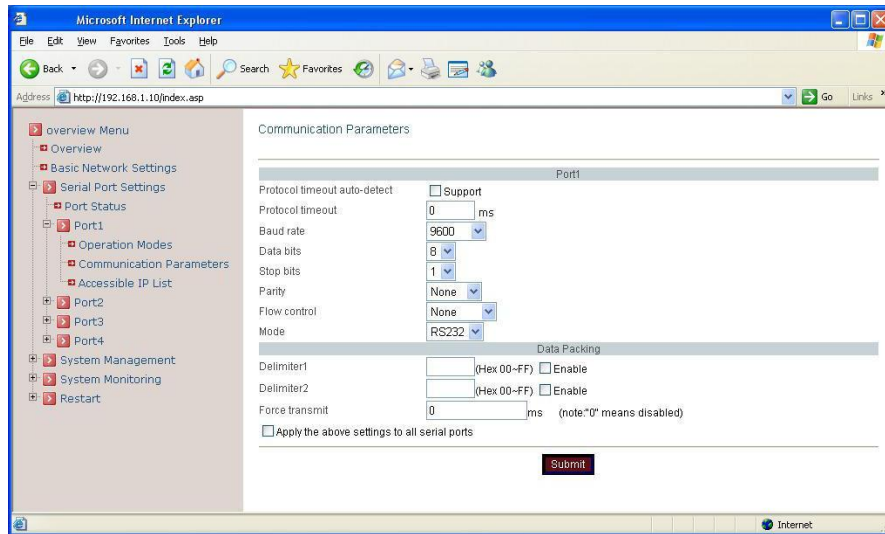 Microsoft Internet Explorer
File Edit View Favorites Tools Help
Back Search Favorites
Address http://192.168.1.10/index.asp Go Links »
overview Menu
Overview
Basic Network Settings
Serial Port Settings
Port Status
Port1
Operation Modes
Communication Parameters
Accessible IP List
Port2
Port3
Port4
System Management
System Monitoring
Restart
Communication Parameters
Port1
Protocol timeout auto-detect Support
Protocol timeout 0 ms
Baud rate 9600
Data bits 8
Stop bits 1
Parity None
Flow control None
Mode RS232
Data Packing
Delimiter1 (Hex 00~FF) Enable
Delimiter2 (Hex 00~FF) Enable
Force transmit 0 ms (note:"0" means disabled)
Apply the above settings to all serial ports
Submit
Internet